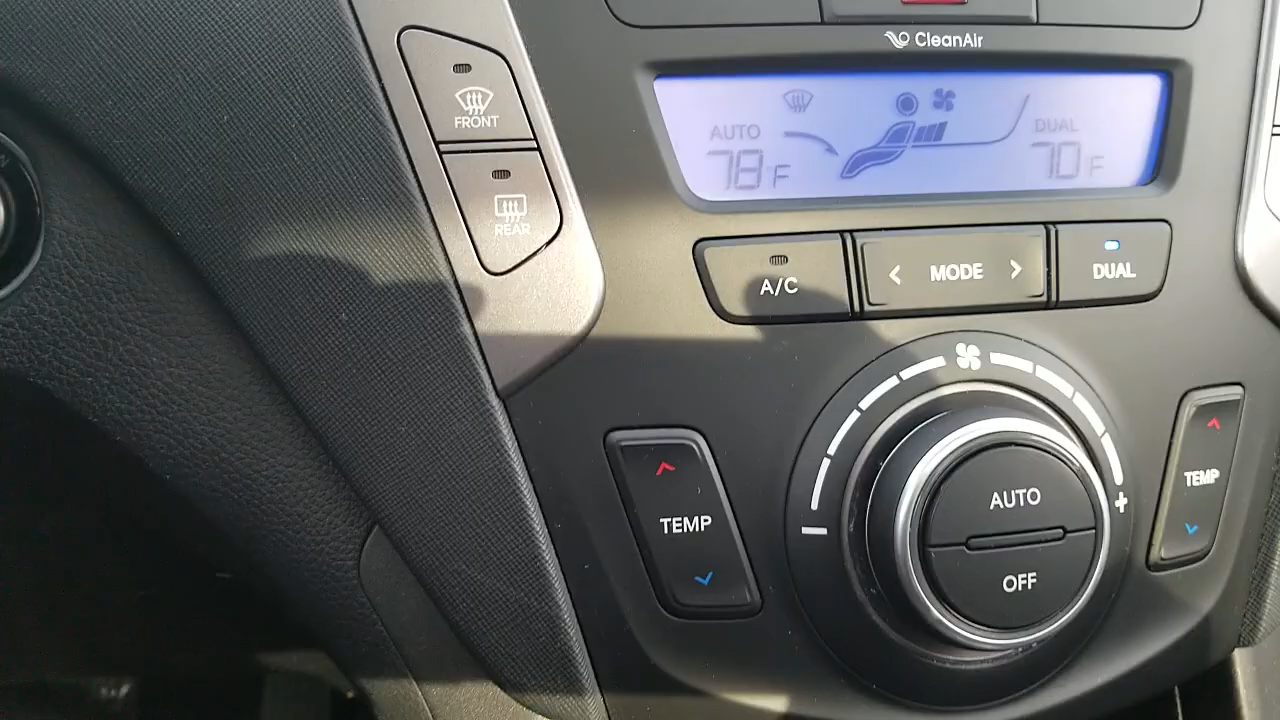 CleanAir
FRONT
REAR
AUTO
78°F
DUAL
70°F
A/C
< MODE >
DUAL
TEMP
AUTO
OFF
TEMP
− +